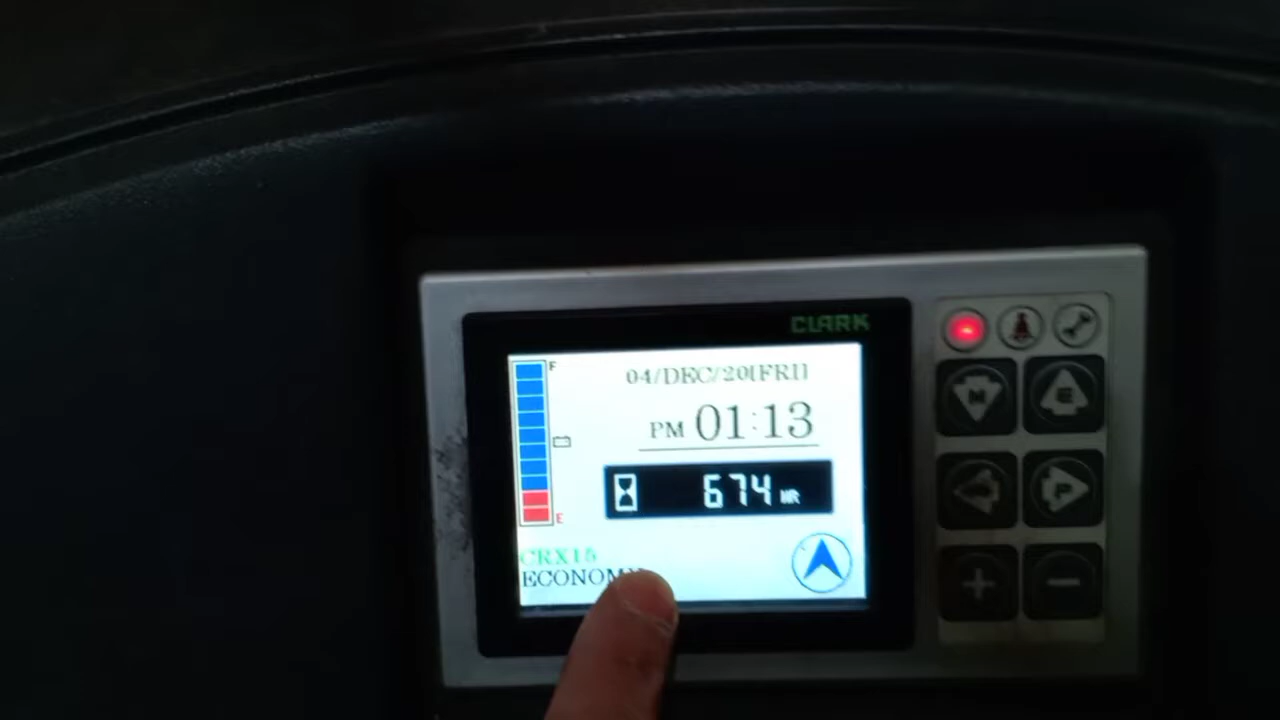 CLARK
F
04/DEC/20[FRI]
PM 01:13
674 HR
E
CRX15
ECONOMY
N
E
P
+
-